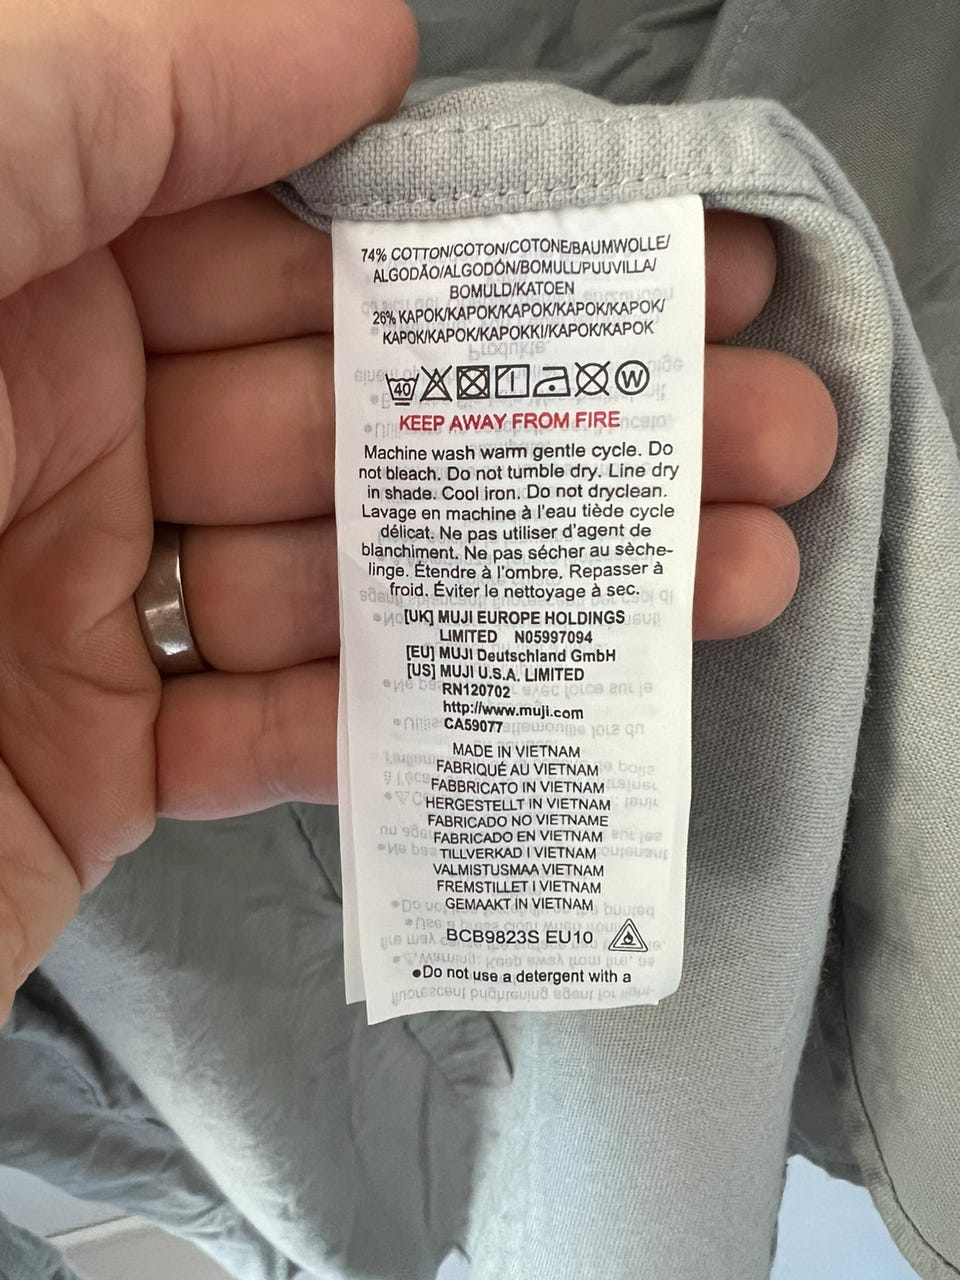 74% COTTON/COTON/COTONE/BAUMWOLLE/
ALGODÃO/ALGODÓN/BOMULL/PUUVILLA/
BOMULD/KATOEN
26% KAPOK/KAPOK/KAPOK/KAPOK/KAPOK/
KAPOK/KAPOK/KAPOKKI/KAPOK/KAPOK
40 W
KEEP AWAY FROM FIRE
Machine wash warm gentle cycle. Do
not bleach. Do not tumble dry. Line dry
in shade. Cool iron. Do not dryclean.
Lavage en machine à l'eau tiède cycle
délicat. Ne pas utiliser d'agent de
blanchiment. Ne pas sécher au sèche-
linge. Étendre à l'ombre. Repasser à
froid. Éviter le nettoyage à sec.
[UK] MUJI EUROPE HOLDINGS
LIMITED N05997094
[EU] MUJI Deutschland GmbH
[US] MUJI U.S.A. LIMITED
RN120702
http://www.muji.com
CA59077
MADE IN VIETNAM
FABRIQUÉ AU VIETNAM
FABBRICATO IN VIETNAM
HERGESTELLT IN VIETNAM
FABRICADO NO VIETNAME
FABRICADO EN VIETNAM
TILLVERKAD I VIETNAM
VALMISTUSMAA VIETNAM
FREMSTILLET I VIETNAM
GEMAAKT IN VIETNAM
BCB9823S EU10
●Do not use a detergent with a